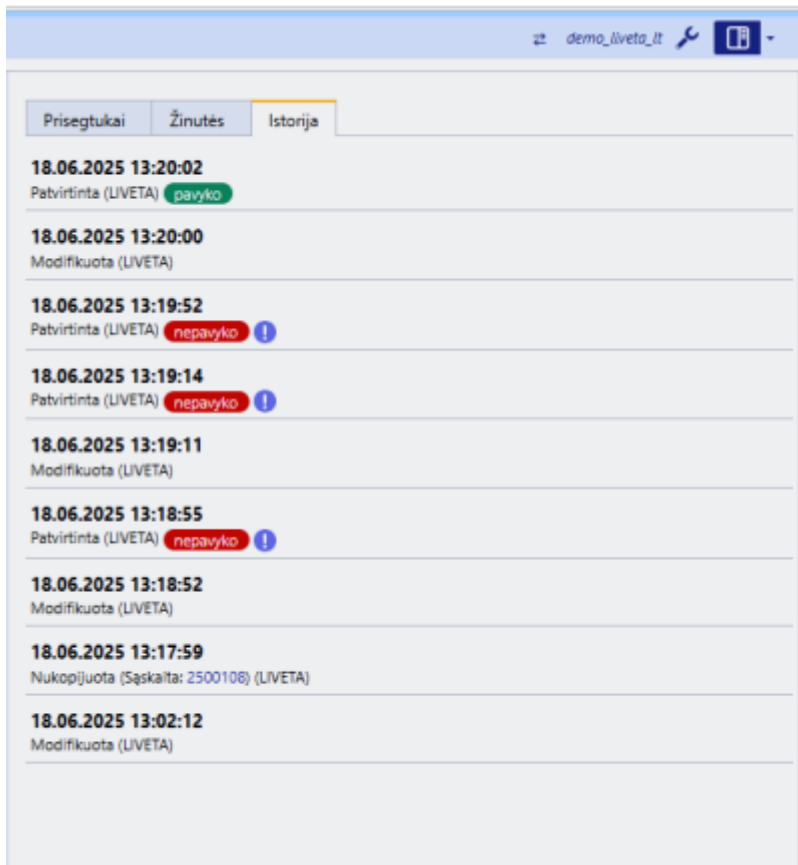 demo_liveta_lt
Prisegtukai Žinutės Istorija
18.06.2025 13:20:02
Patvirtinta (LIVETA) pavyko
18.06.2025 13:20:00
Modifikuota (LIVETA)
18.06.2025 13:19:52
Patvirtinta (LIVETA) nepavyko !
18.06.2025 13:19:14
Patvirtinta (LIVETA) nepavyko !
18.06.2025 13:19:11
Modifikuota (LIVETA)
18.06.2025 13:18:55
Patvirtinta (LIVETA) nepavyko !
18.06.2025 13:18:52
Modifikuota (LIVETA)
18.06.2025 13:17:59
Nukopijuota (Sąskaita: 2500108) (LIVETA)
18.06.2025 13:02:12
Modifikuota (LIVETA)